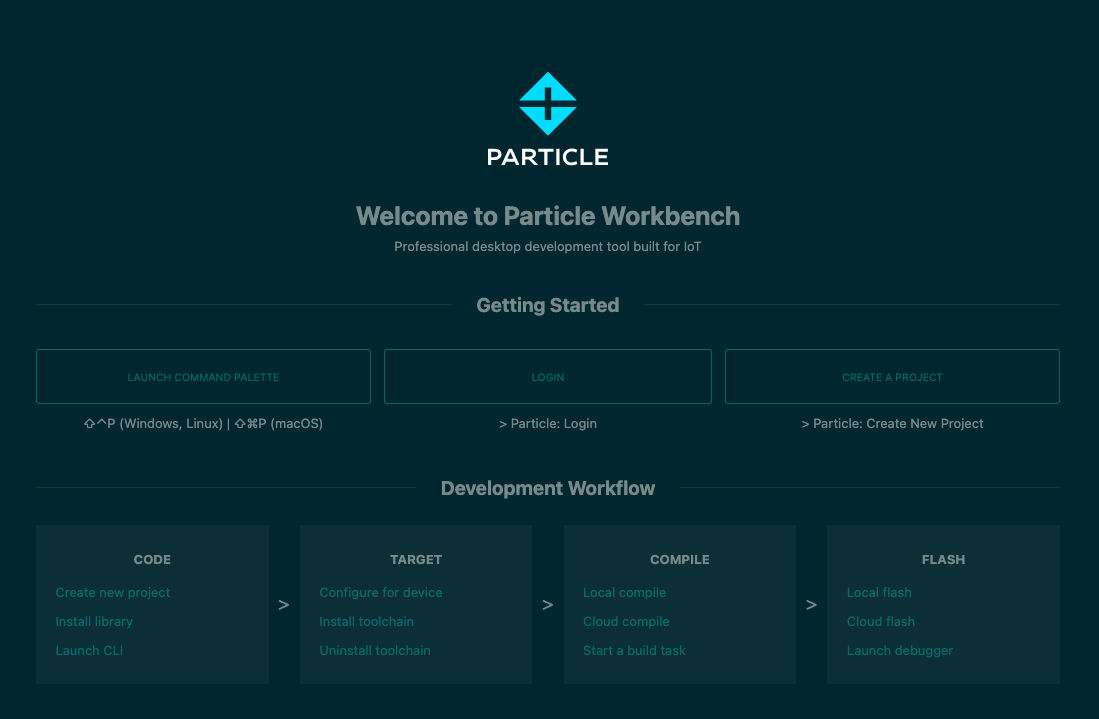 PARTICLE
Welcome to Particle Workbench
Professional desktop development tool built for IoT
Getting Started
LAUNCH COMMAND PALETTE
⇧^P (Windows, Linux) | ⇧⌘P (macOS)
LOGIN
> Particle: Login
CREATE A PROJECT
> Particle: Create New Project
Development Workflow
CODE
Create new project
Install library
Launch CLI
>
TARGET
Configure for device
Install toolchain
Uninstall toolchain
>
COMPILE
Local compile
Cloud compile
Start a build task
>
FLASH
Local flash
Cloud flash
Launch debugger